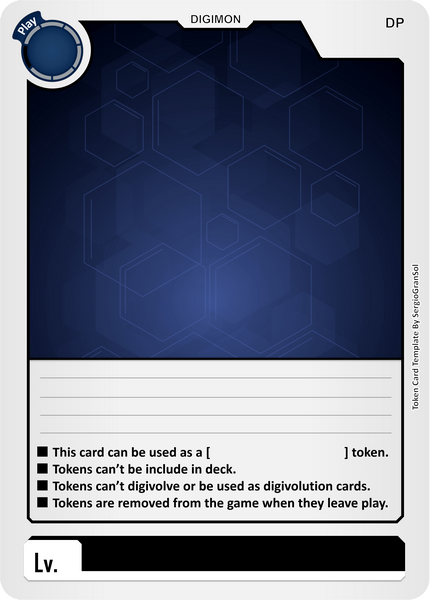 Play
DIGIMON
DP
Token Card Template By SergioGranSol
■ This card can be used as a [ ] token.
■ Tokens can't be include in deck.
■ Tokens can't digivolve or be used as digivolution cards.
■ Tokens are removed from the game when they leave play.
Lv.